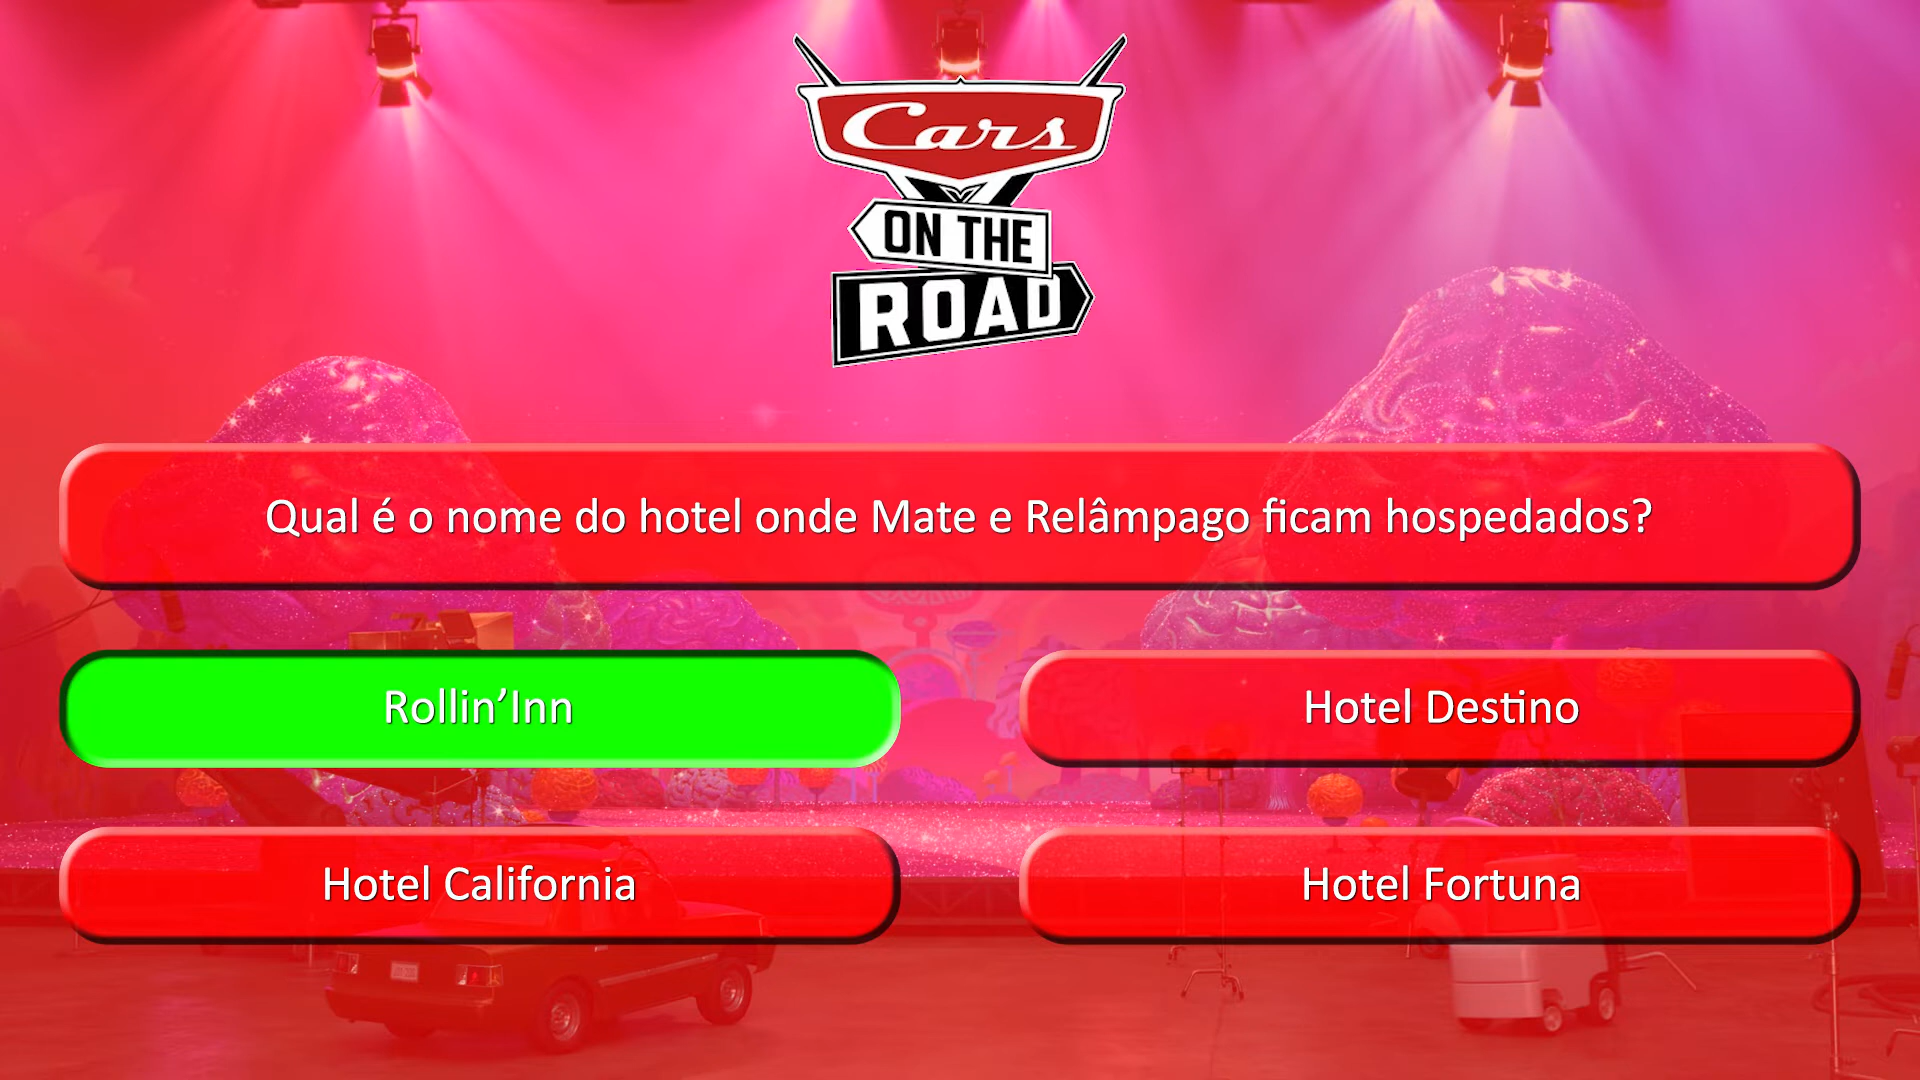 Cars
ON THE
ROAD
Qual é o nome do hotel onde Mate e Relâmpago ficam hospedados?
Rollin’Inn
Hotel Destino
Hotel California
Hotel Fortuna